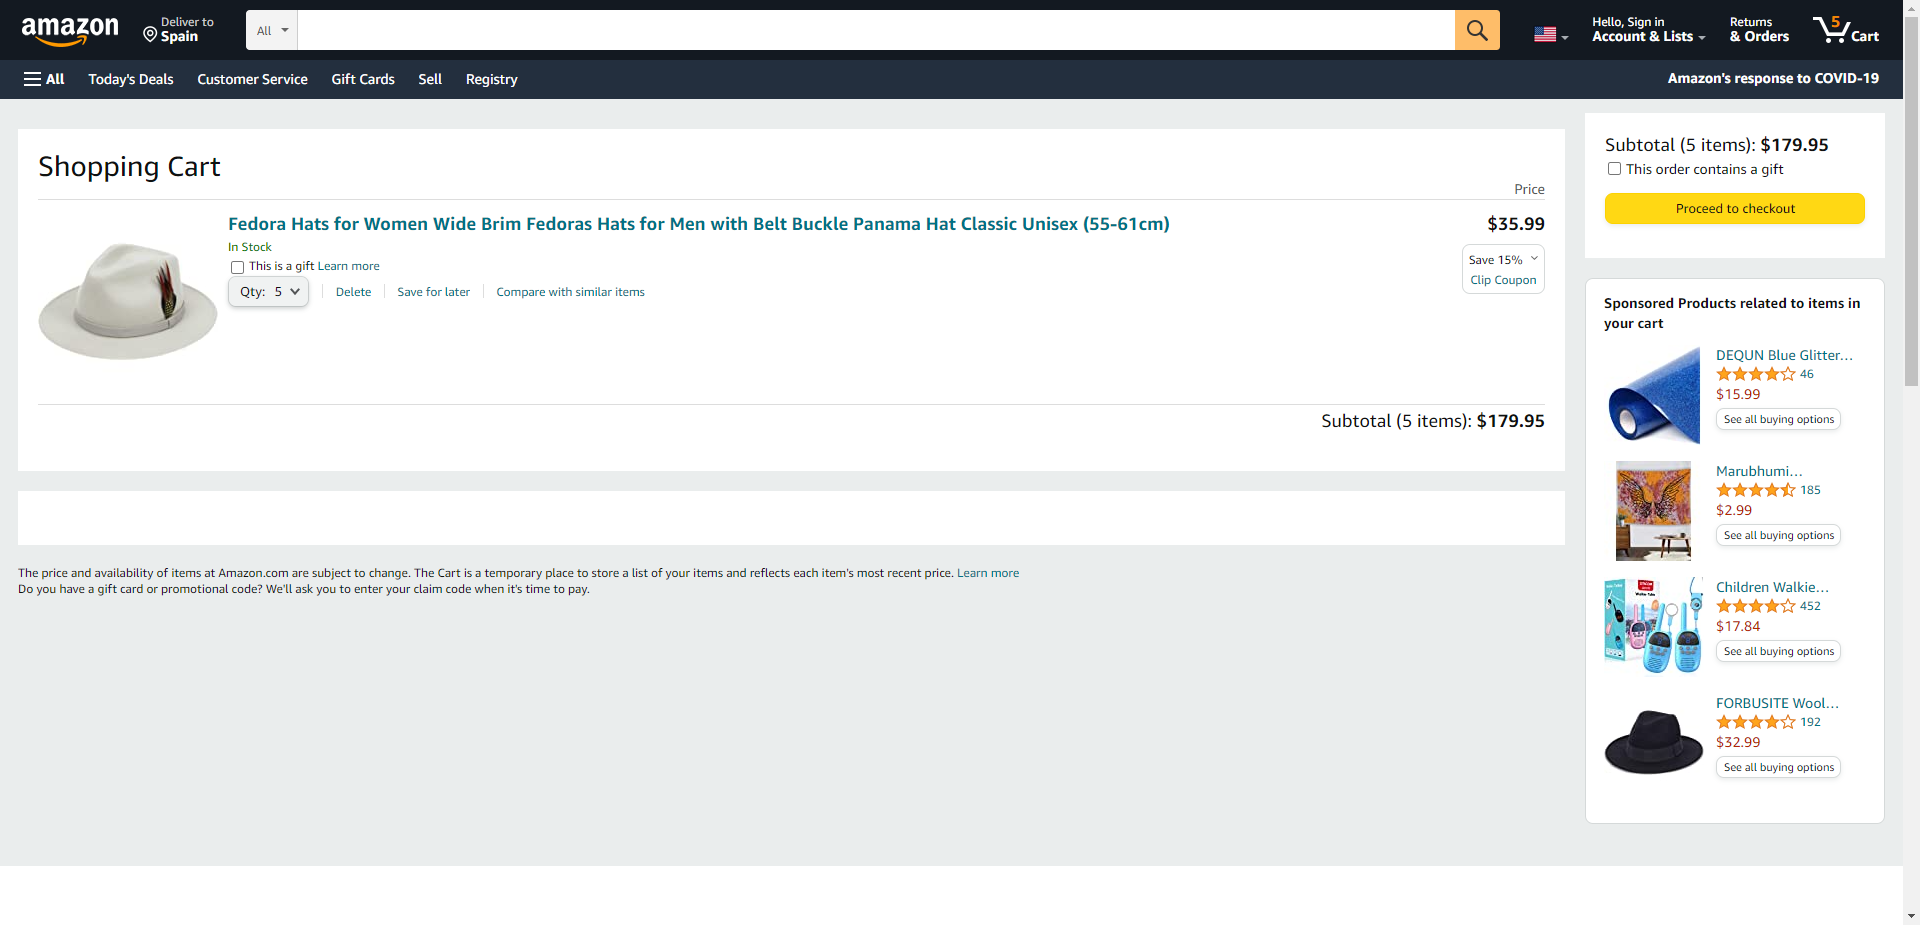 amazon
Deliver to
Spain
All
Hello, Sign in
Account & Lists
Returns
& Orders
5
Cart
All
Today's Deals
Customer Service
Gift Cards
Sell
Registry
Amazon's response to COVID-19
Shopping Cart
Price
Fedora Hats for Women Wide Brim Fedoras Hats for Men with Belt Buckle Panama Hat Classic Unisex (55-61cm)
$35.99
In Stock
This is a gift Learn more
Qty: 5
Delete
Save for later
Compare with similar items
Save 15%
Clip Coupon
Subtotal (5 items): $179.95
The price and availability of items at Amazon.com are subject to change. The Cart is a temporary place to store a list of your items and reflects each item's most recent price. Learn more
Do you have a gift card or promotional code? We'll ask you to enter your claim code when it's time to pay.
Subtotal (5 items): $179.95
This order contains a gift
Proceed to checkout
Sponsored Products related to items in
your cart
DEQUN Blue Glitter...
46
$15.99
See all buying options
Marubhumi...
185
$2.99
See all buying options
Children Walkie...
452
$17.84
See all buying options
FORBUSITE Wool...
192
$32.99
See all buying options